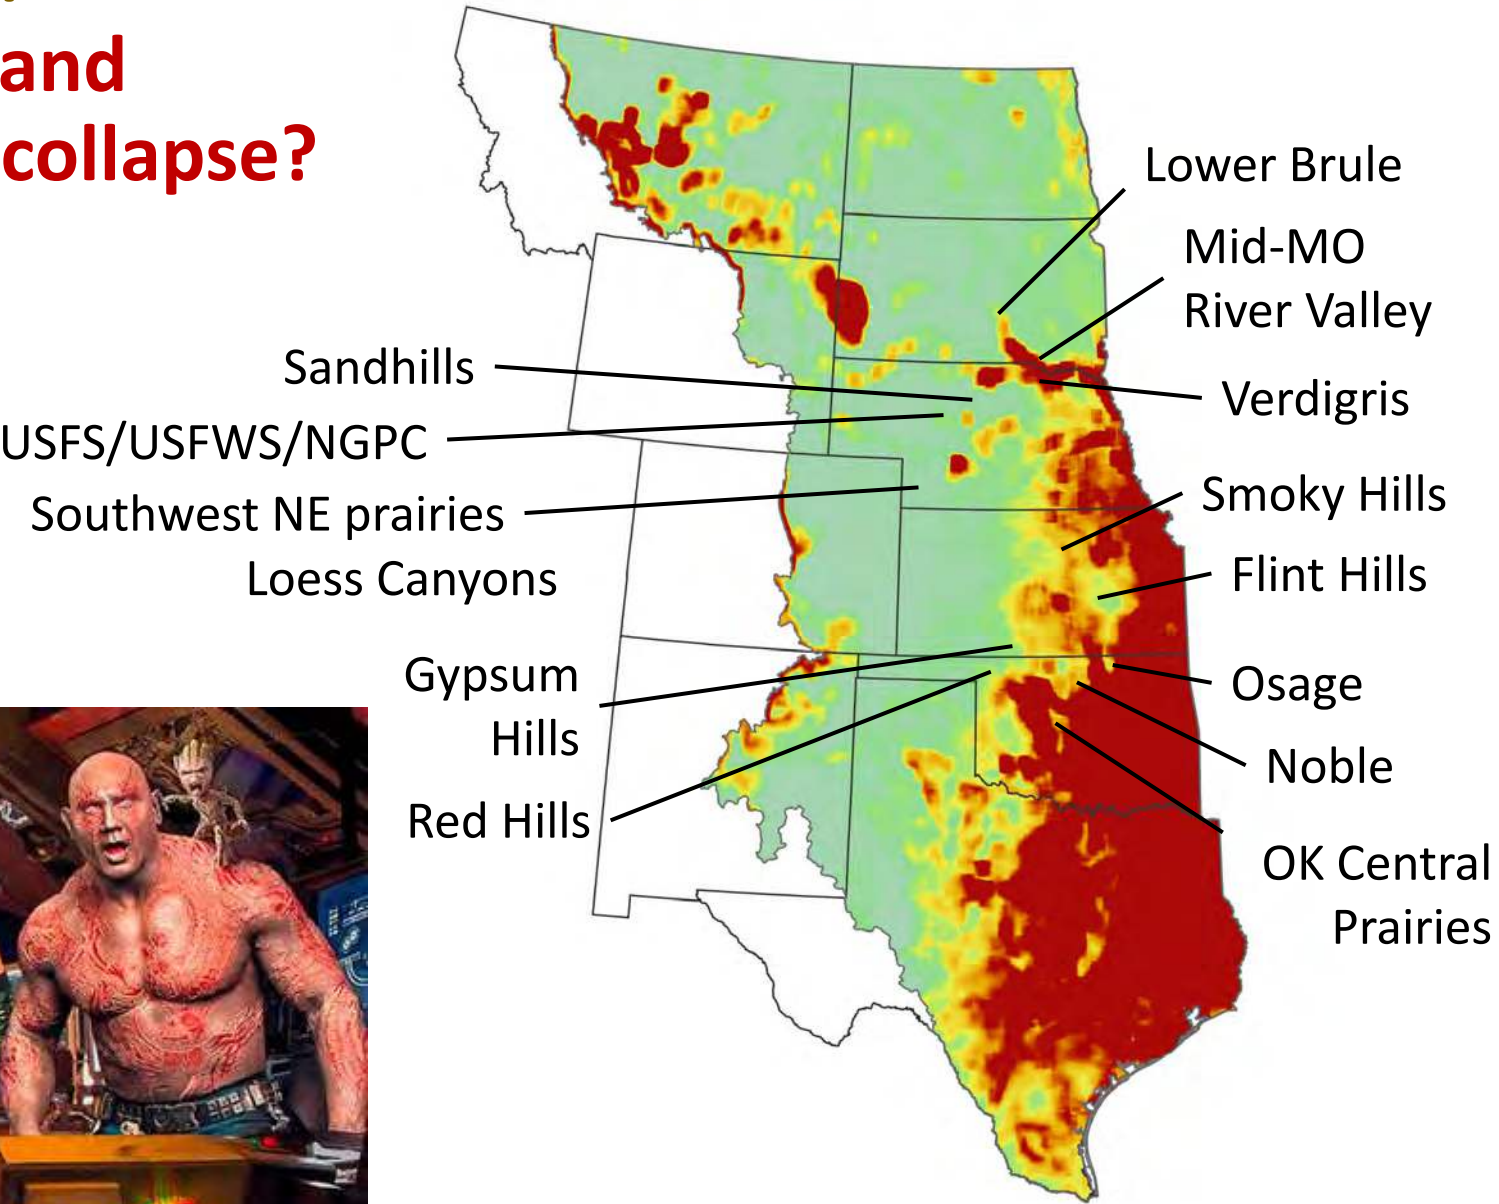 and
collapse?
Lower Brule
Mid-MO
River Valley
Sandhills
Verdigris
USFS/USFWS/NGPC
Smoky Hills
Southwest NE prairies
Flint Hills
Loess Canyons
Gypsum
Hills
Osage
Noble
Red Hills
OK Central
Prairies